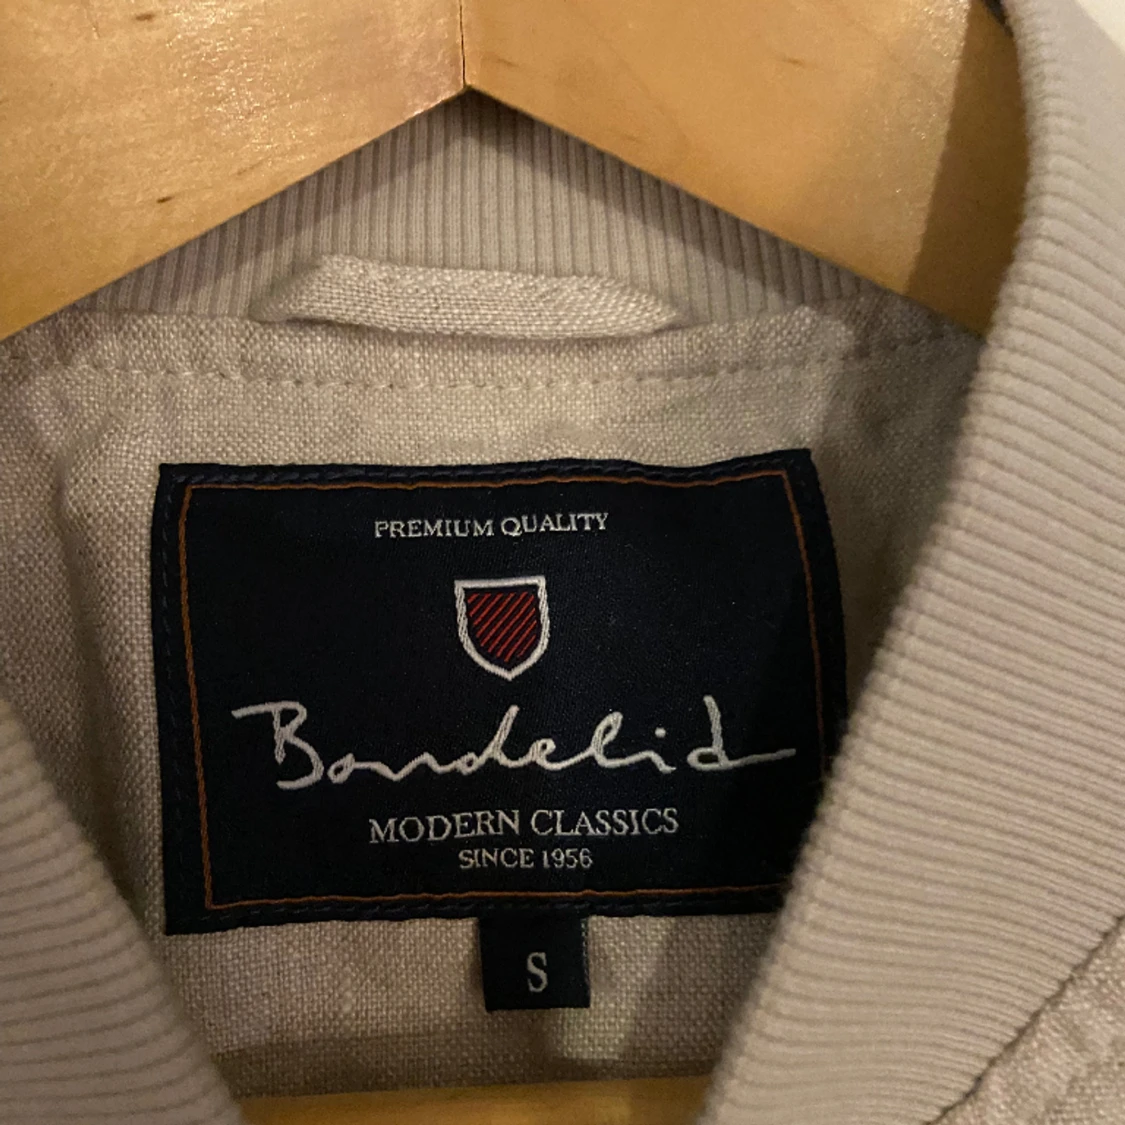 PREMIUM QUALITY
Bondelid
MODERN CLASSICS
SINCE 1956
S